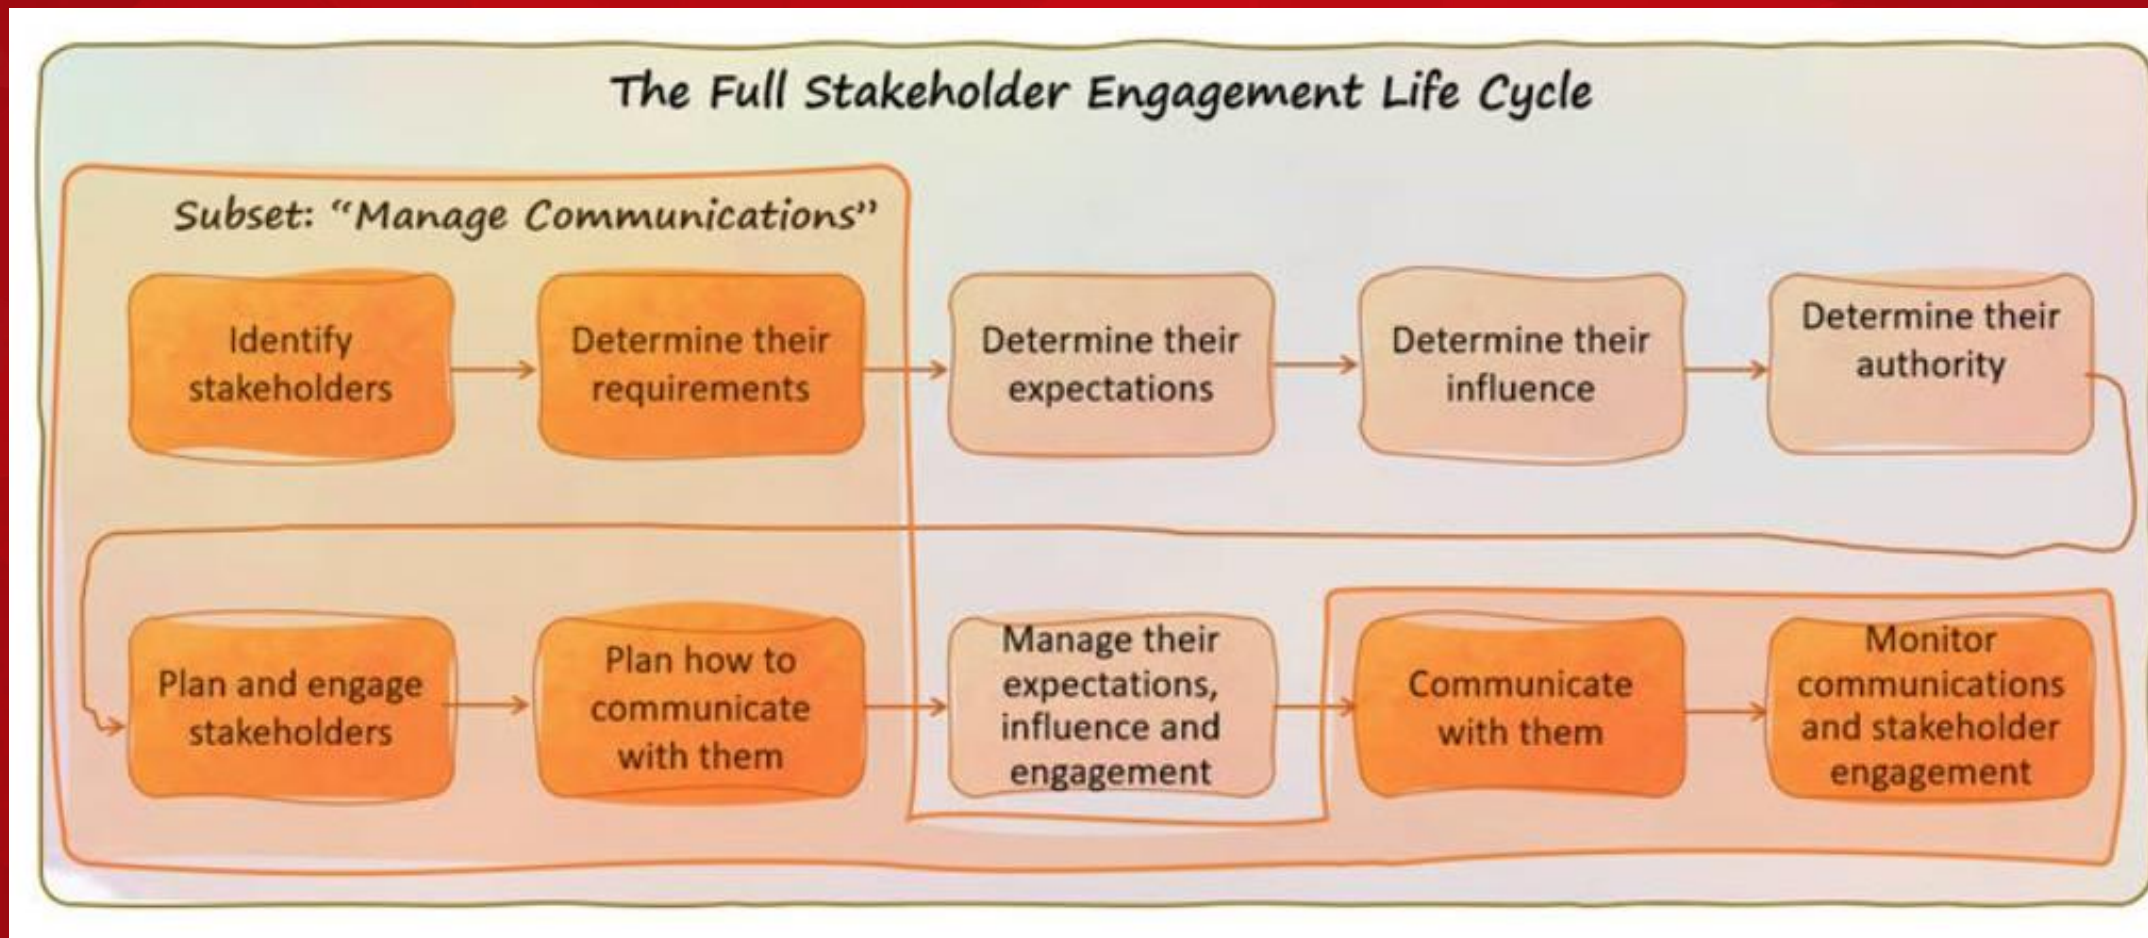 The Full Stakeholder Engagement Life Cycle
Subset: “Manage Communications”
Identify
stakeholders
Determine their
requirements
Determine their
expectations
Determine their
influence
Determine their
authority
Plan and engage
stakeholders
Plan how to
communicate
with them
Manage their
expectations,
influence and
engagement
Communicate
with them
Monitor
communications
and stakeholder
engagement